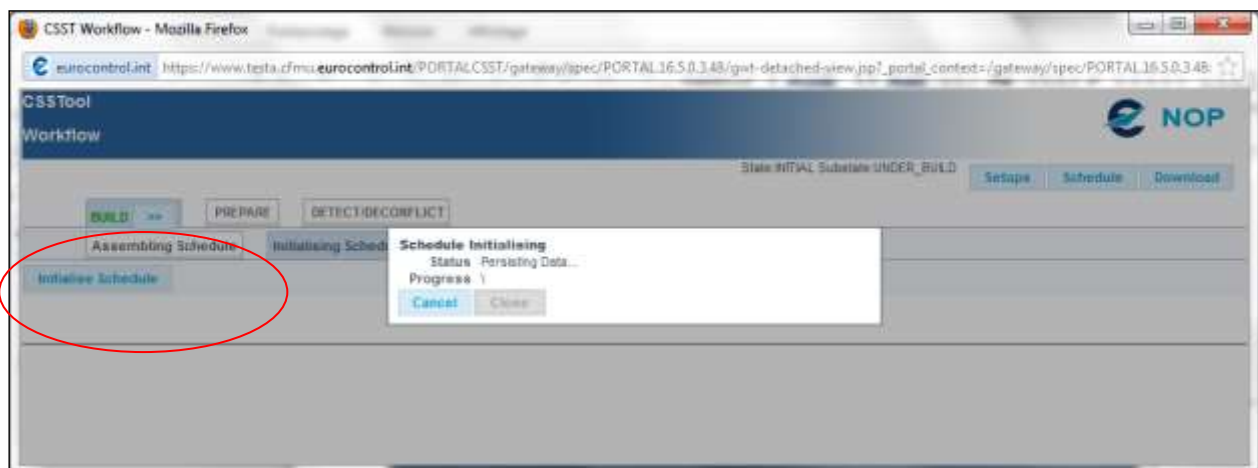 CSST Workflow - Mozilla Firefox
eurocontrol.int https://www.testa.cfmu.eurocontrol.int/PORTALCSST/gateway/spec/PORTAL.16.5.0.3.48/gwt-detached-view.jsp?_portal_context=/gateway/spec/PORTAL.16.5.0.3.48:
CSSTool
NOP
Workflow
State INITIAL Substate UNDER_BUILD
Setups Schedule Download
BUILD >> PREPARE DETECT/DECONFLICT
Assembling Schedule Initialising Sched
Schedule Initialising
Status Persisting Data...
Progress \
Cancel Close
Initialise Schedule